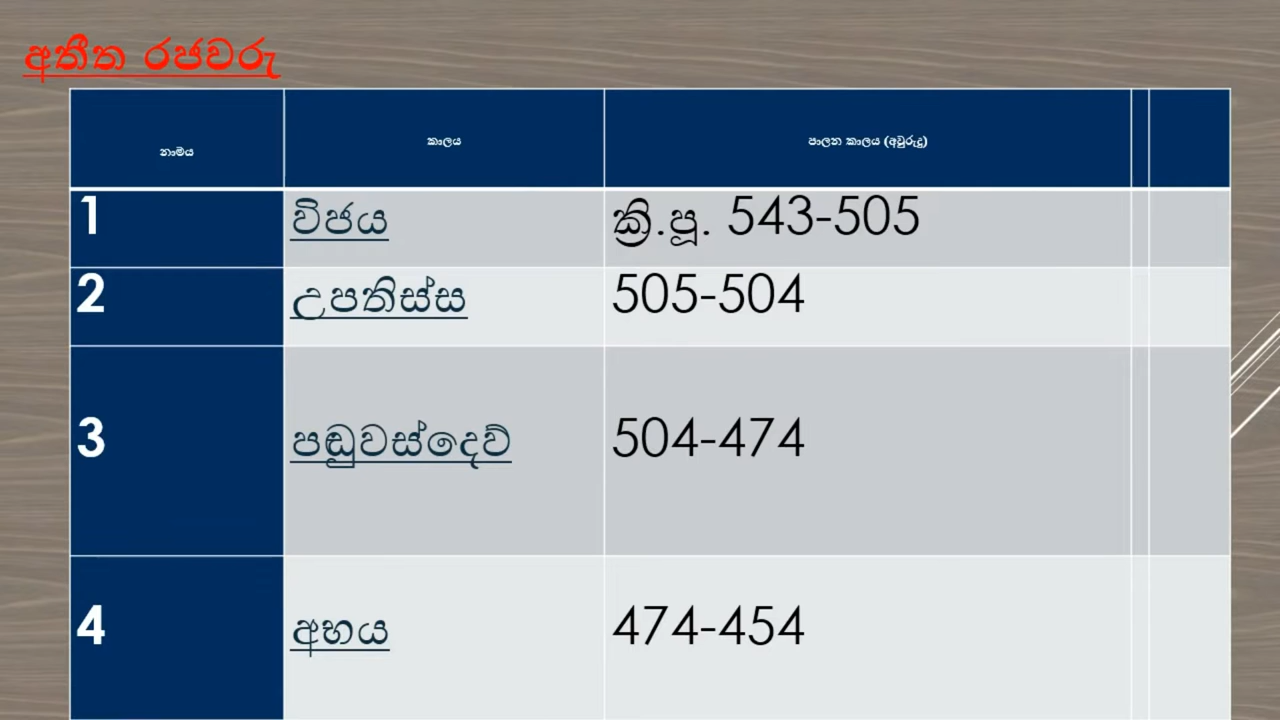 අතීත රජවරු
නාමය කාලය පාලන කාලය (අවුරුදු)
1 විජය ක්‍රි.පූ. 543-505
2 උපතිස්ස 505-504
3 පඬුවස්දෙව් 504-474
4 අභය 474-454